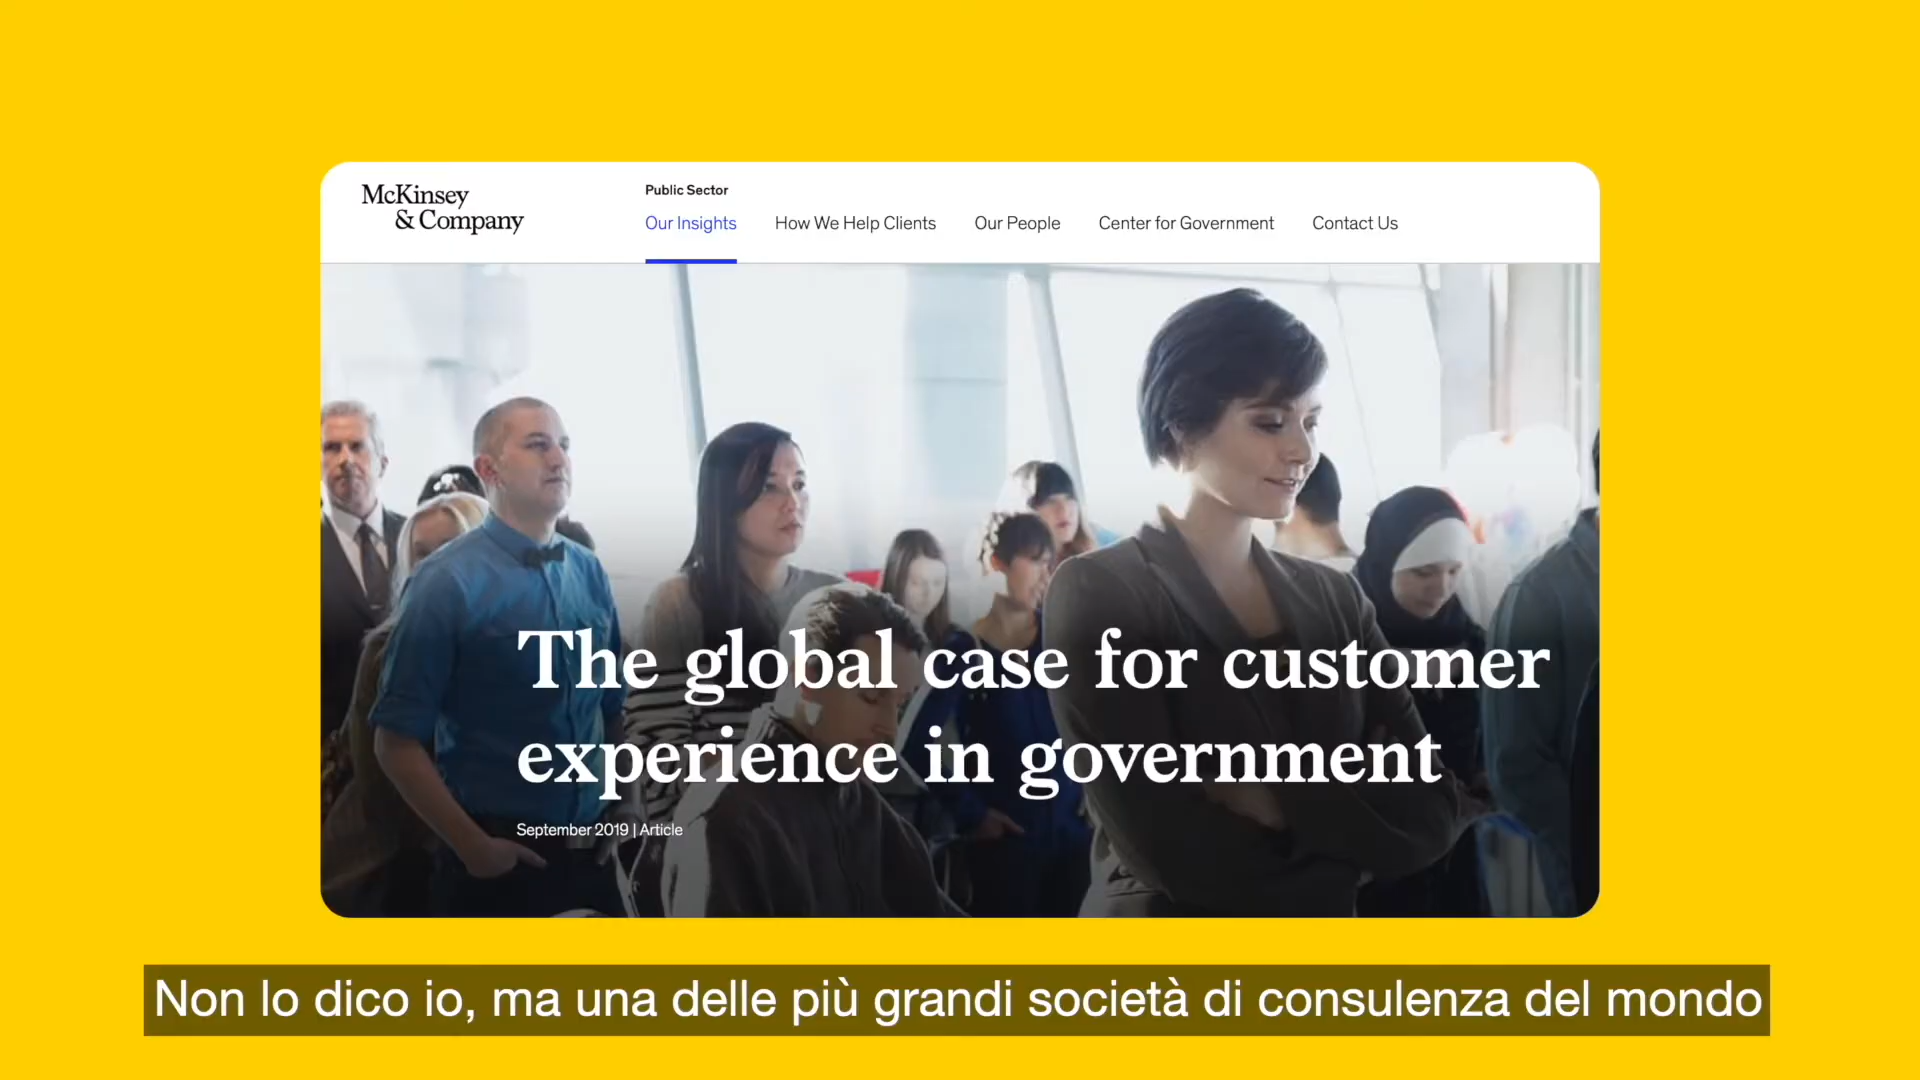 McKinsey
& Company
Public Sector
Our Insights How We Help Clients Our People Center for Government Contact Us
The global case for customer
experience in government
September 2019 | Article
Non lo dico io, ma una delle più grandi società di consulenza del mondo